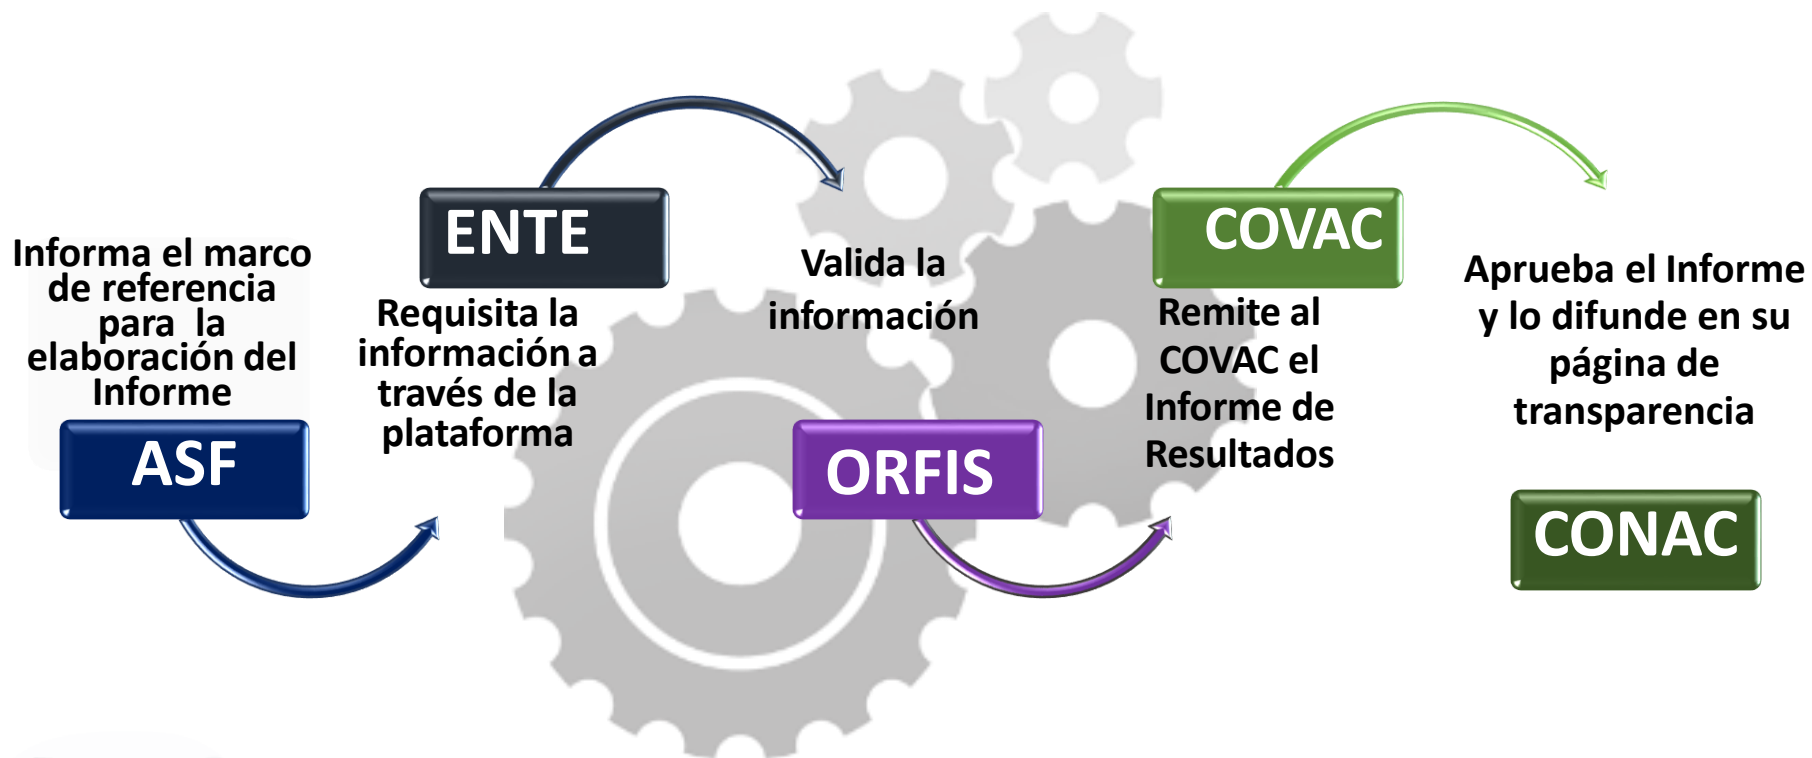 Informa el marco
de referencia
para la
elaboración del
Informe
ASF
ENTE
Requisita la
información a
través de la
plataforma
Valida la
información
ORFIS
COVAC
Remite al
COVAC el
Informe de
Resultados
Aprueba el Informe
y lo difunde en su
página de
transparencia
CONAC